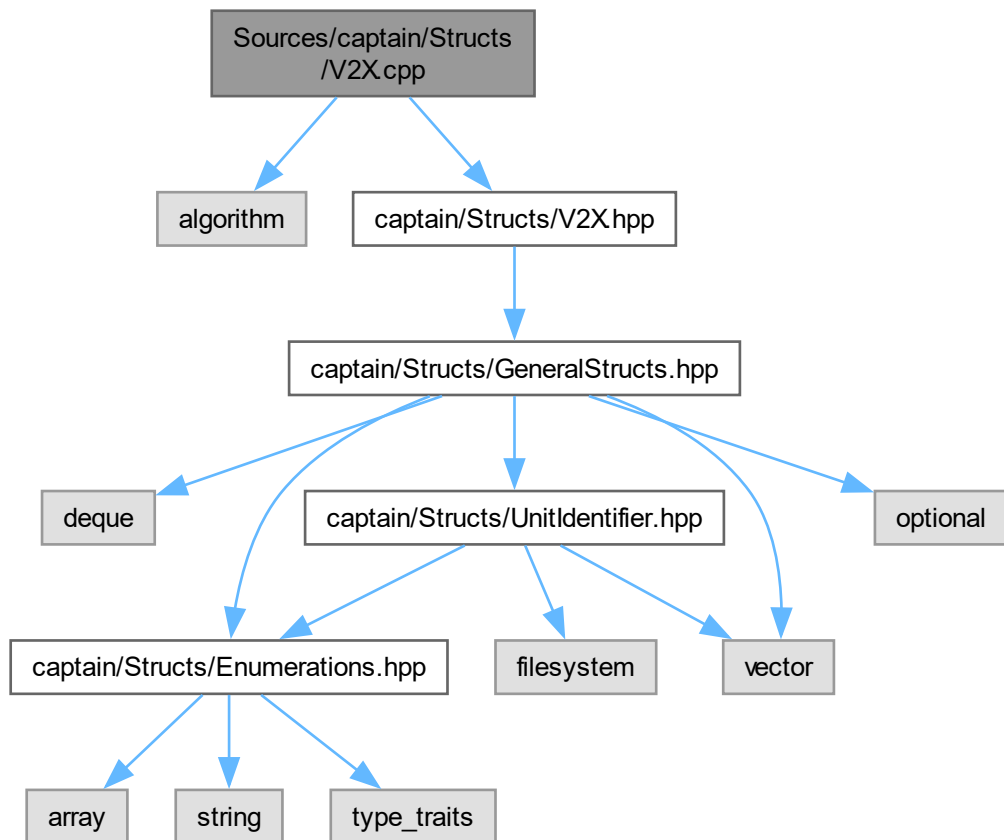 Sources/captain/Structs
/V2X.cpp
algorithm
captain/Structs/V2X.hpp
captain/Structs/GeneralStructs.hpp
deque
captain/Structs/UnitIdentifier.hpp
optional
captain/Structs/Enumerations.hpp
filesystem
vector
array
string
type_traits